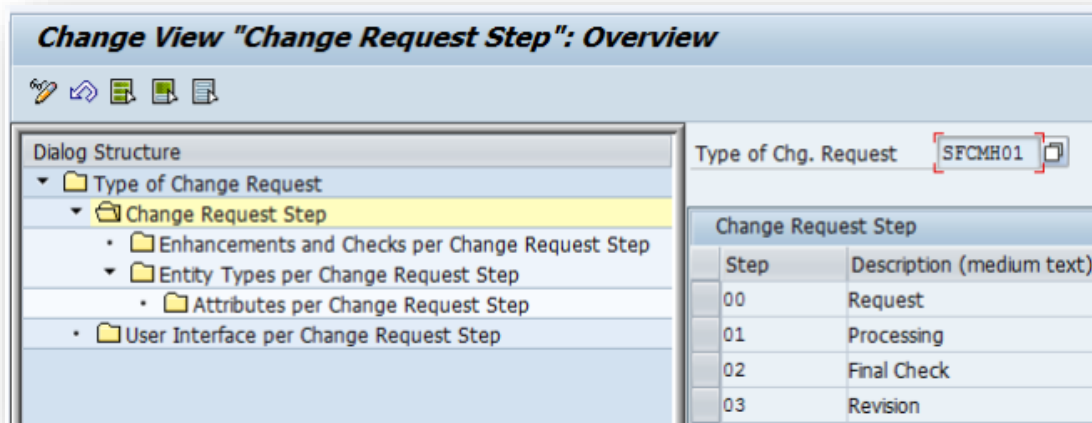 Change View "Change Request Step": Overview
Dialog Structure
Type of Change Request
Change Request Step
Enhancements and Checks per Change Request Step
Entity Types per Change Request Step
Attributes per Change Request Step
User Interface per Change Request Step
Type of Chg. Request SFCMH01
Change Request Step
Step Description (medium text)
00 Request
01 Processing
02 Final Check
03 Revision